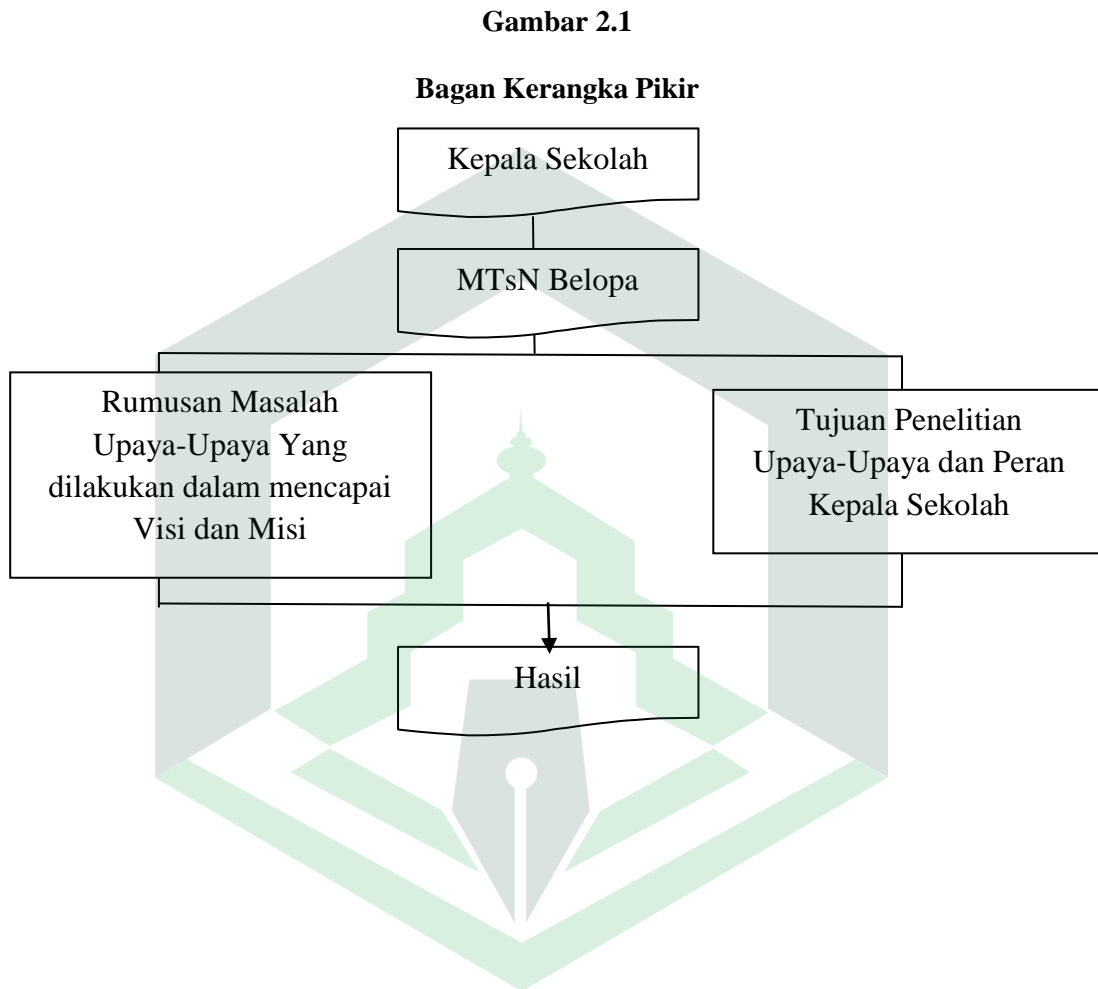 Gambar 2.1
Bagan Kerangka Pikir
Kepala Sekolah
MTsN Belopa
Rumusan Masalah
Upaya-Upaya Yang
dilakukan dalam mencapai
Visi dan Misi
Tujuan Penelitian
Upaya-Upaya dan Peran
Kepala Sekolah
Hasil